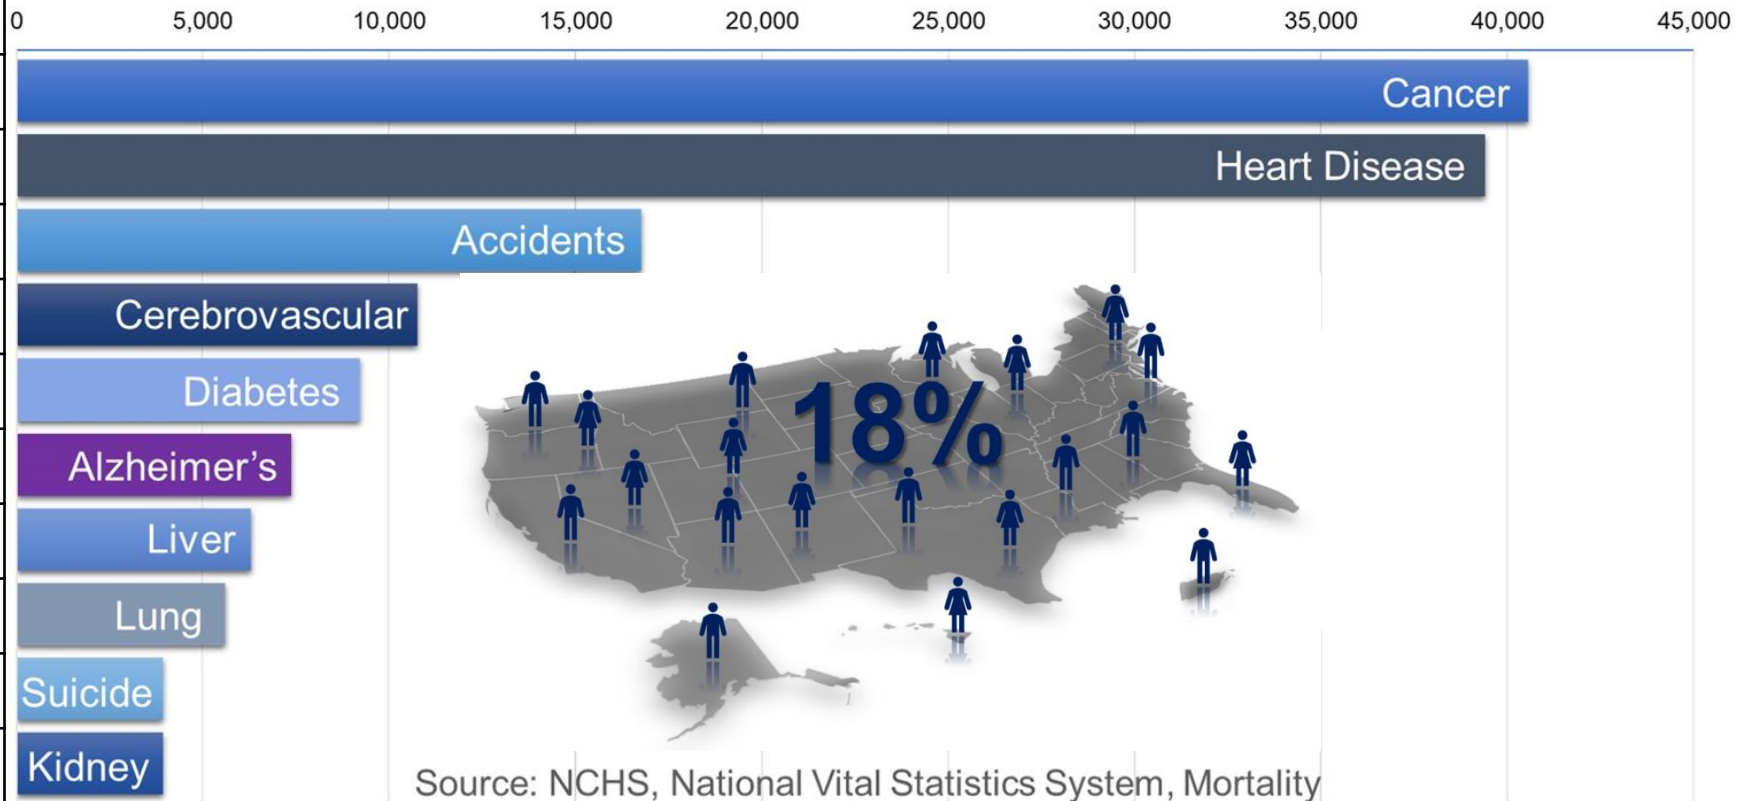 0 5,000 10,000 15,000 20,000 25,000 30,000 35,000 40,000 45,000
Cancer
Heart Disease
Accidents
Cerebrovascular
Diabetes
18%
Alzheimer’s
Liver
Lung
Suicide
Kidney
Source: NCHS, National Vital Statistics System, Mortality